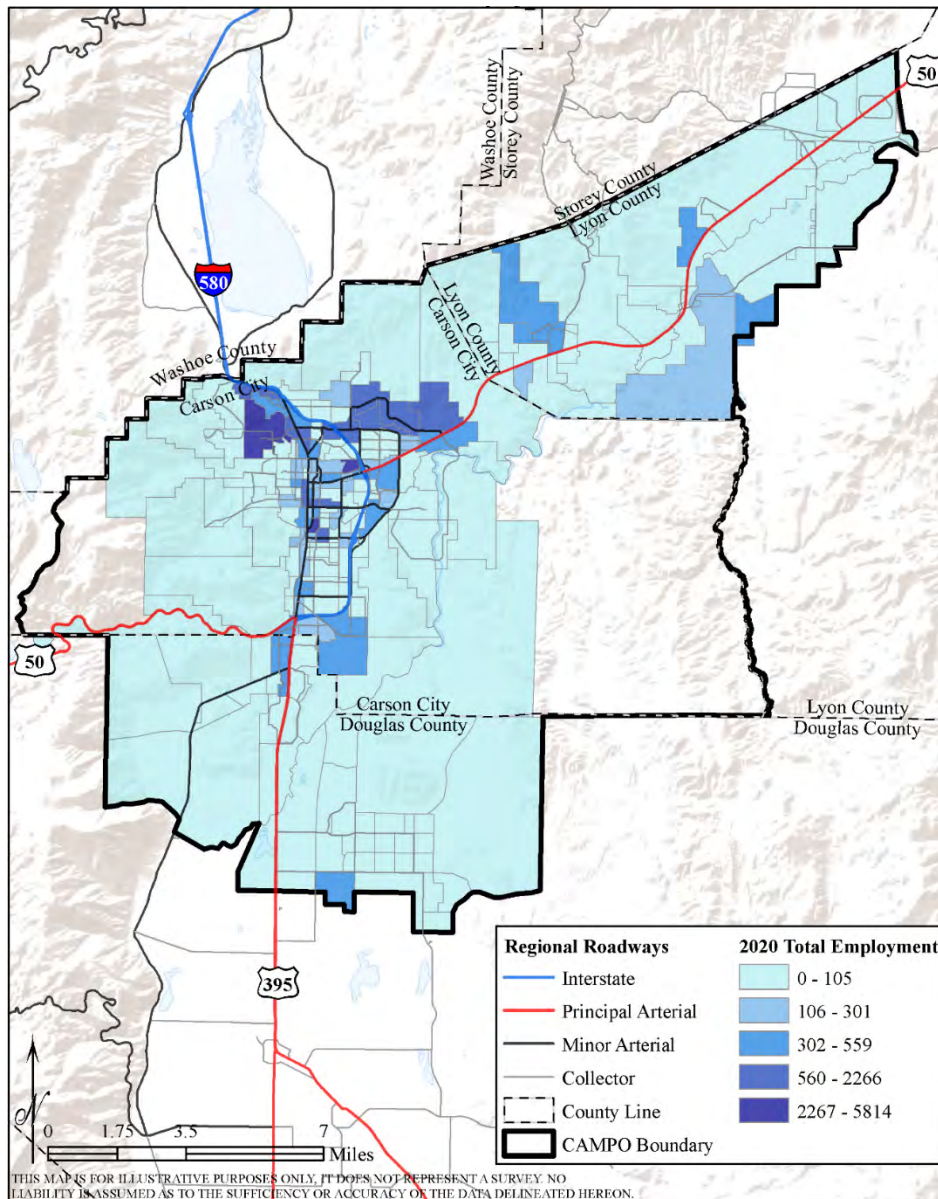 Washoe County
Storey County
50
Storey County
Lyon County
580
Lyon County
Carson City
Washoe County
Carson City
50
Carson City
Douglas County
Lyon County
Douglas County
395
Regional Roadways
Interstate
Principal Arterial
Minor Arterial
Collector
County Line
CAMPO Boundary
2020 Total Employment
0 - 105
106 - 301
302 - 559
560 - 2266
2267 - 5814
N
0 1.75 3.5 7
Miles
THIS MAP IS FOR ILLUSTRATIVE PURPOSES ONLY, IT DOES NOT REPRESENT A SURVEY. NO
LIABILITY IS ASSUMED AS TO THE SUFFICIENCY OR ACCURACY OF THE DATA DELINEATED HEREON.